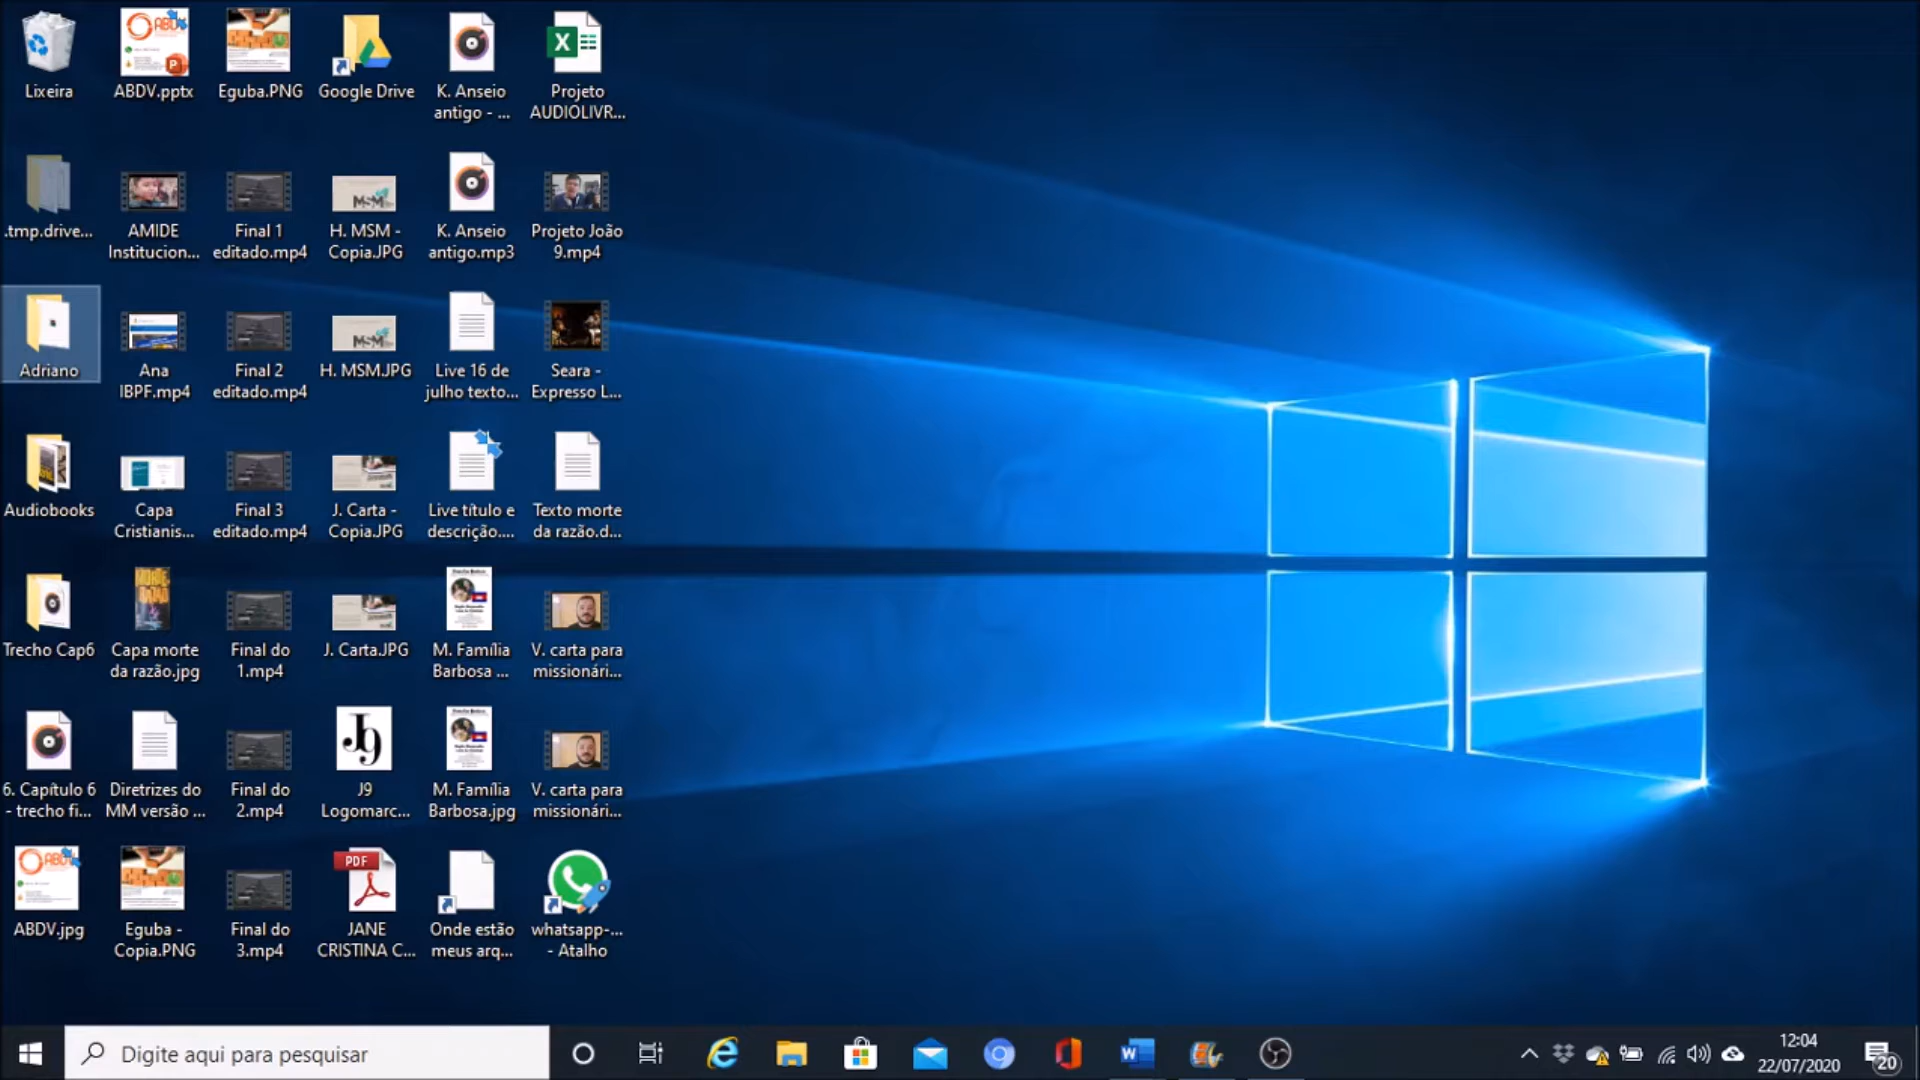 Lixeira
ABDV.pptx
Eguba.PNG
Google Drive
K. Anseio
antigo - ...
Projeto
AUDIOLIVR...
.tmp.drive...
AMIDE
Institucion...
Final 1
editado.mp4
H. MSM -
Copia.JPG
K. Anseio
antigo.mp3
Projeto João
9.mp4
Adriano
Ana
IBPF.mp4
Final 2
editado.mp4
H. MSM.JPG
Live 16 de
julho texto...
Seara -
Expresso L...
Audiobooks
Capa
Cristianis...
Final 3
editado.mp4
J. Carta -
Copia.JPG
Live título e
descrição....
Texto morte
da razão.d...
Trecho Cap6
Capa morte
da razão.jpg
Final do
1.mp4
J. Carta.JPG
M. Família
Barbosa ...
V. carta para
missionári...
6. Capítulo 6
- trecho fi...
Diretrizes do
MM versão ...
Final do
2.mp4
J9
J9
Logomarc...
M. Família
Barbosa.jpg
V. carta para
missionári...
ABDV.jpg
Eguba -
Copia.PNG
Final do
3.mp4
PDF
JANE
CRISTINA C...
Onde estão
meus arq...
whatsapp-...
- Atalho
Digite aqui para pesquisar
12:04
22/07/2020
20